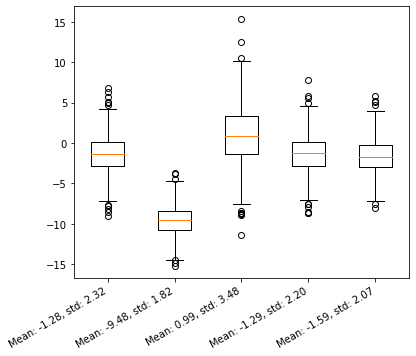 15
10
5
0
−5
−10
−15
Mean: -1.28, std: 2.32
Mean: -9.48, std: 1.82
Mean: 0.99, std: 3.48
Mean: -1.29, std: 2.20
Mean: -1.59, std: 2.07